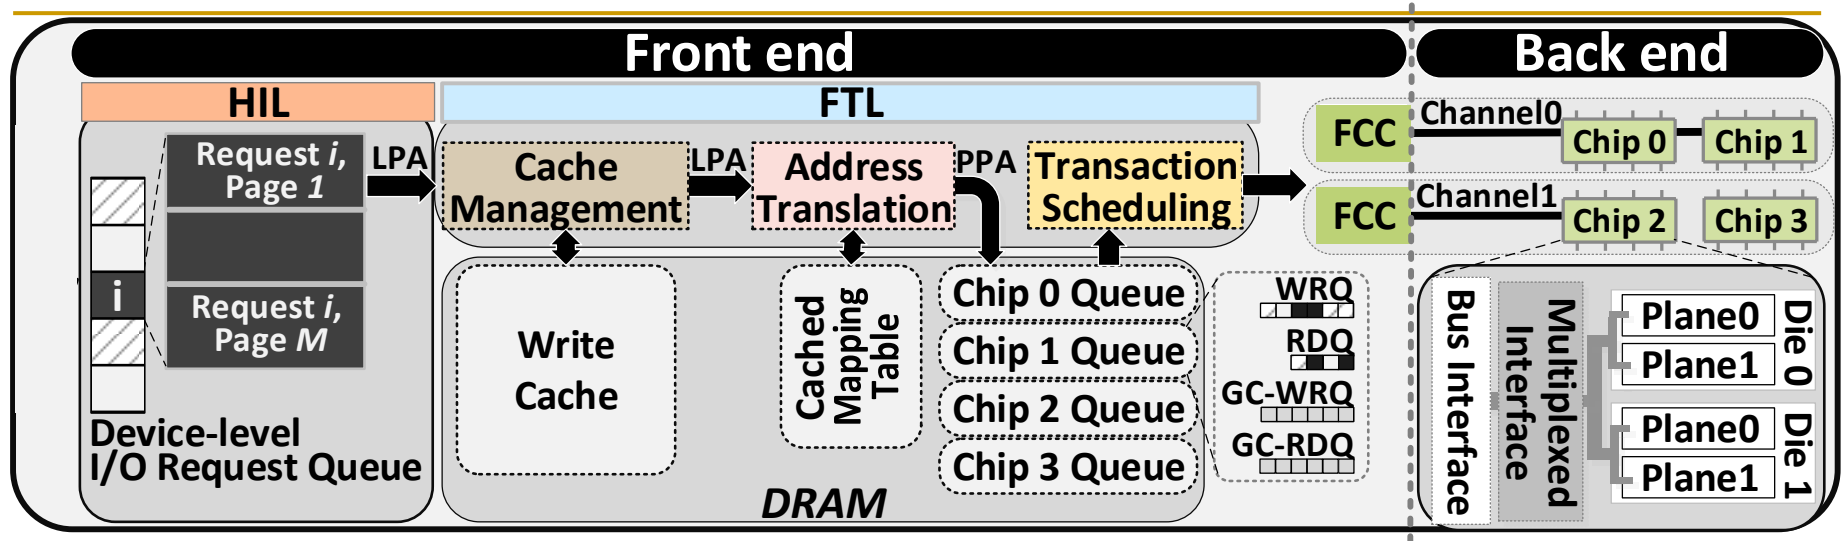 Front end
Back end
HIL
FTL
Request i,
Page 1
Request i,
Page M
i
Device-level
I/O Request Queue
LPA
Cache
Management
LPA
Address
Translation
PPA
Transaction
Scheduling
Write
Cache
Cached
Mapping
Table
Chip 0 Queue
Chip 1 Queue
Chip 2 Queue
Chip 3 Queue
DRAM
WRQ
RDQ
GC-WRQ
GC-RDQ
FCC
Channel0
Chip 0
Chip 1
FCC
Channel1
Chip 2
Chip 3
Bus Interface
Multiplexed
Interface
Plane0
Plane1
Die 0
Plane0
Plane1
Die 1